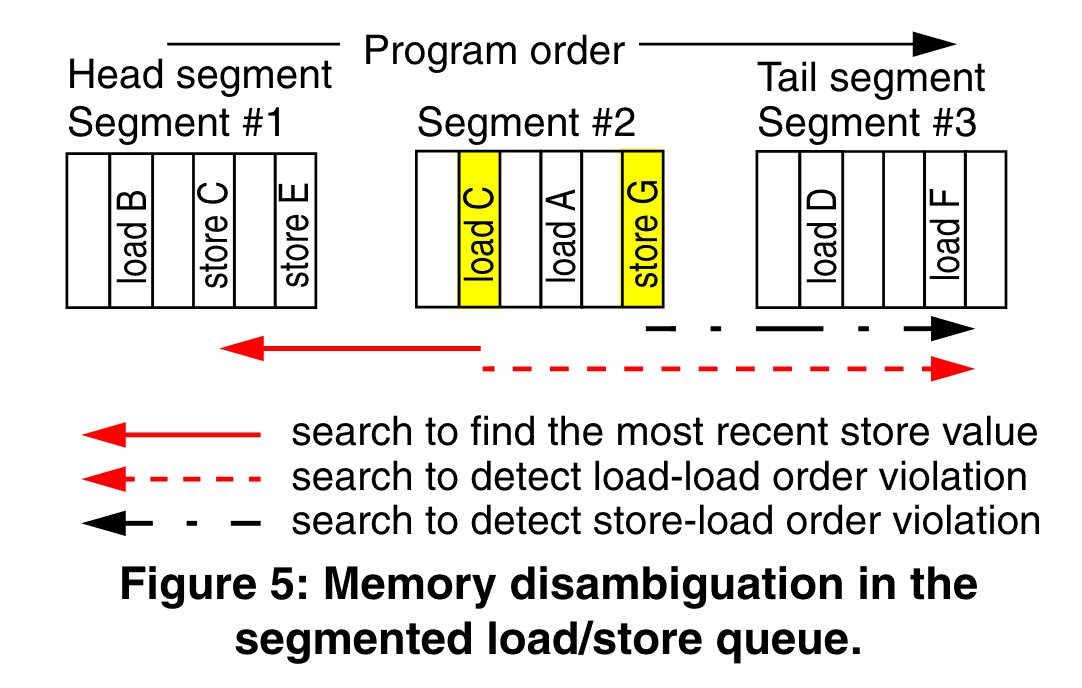 Program order
Head segment
Segment #1
Segment #2
Tail segment
Segment #3
load B
store C
store E
load C
load A
store G
load D
load F
search to find the most recent store value
search to detect load-load order violation
search to detect store-load order violation
Figure 5: Memory disambiguation in the
segmented load/store queue.